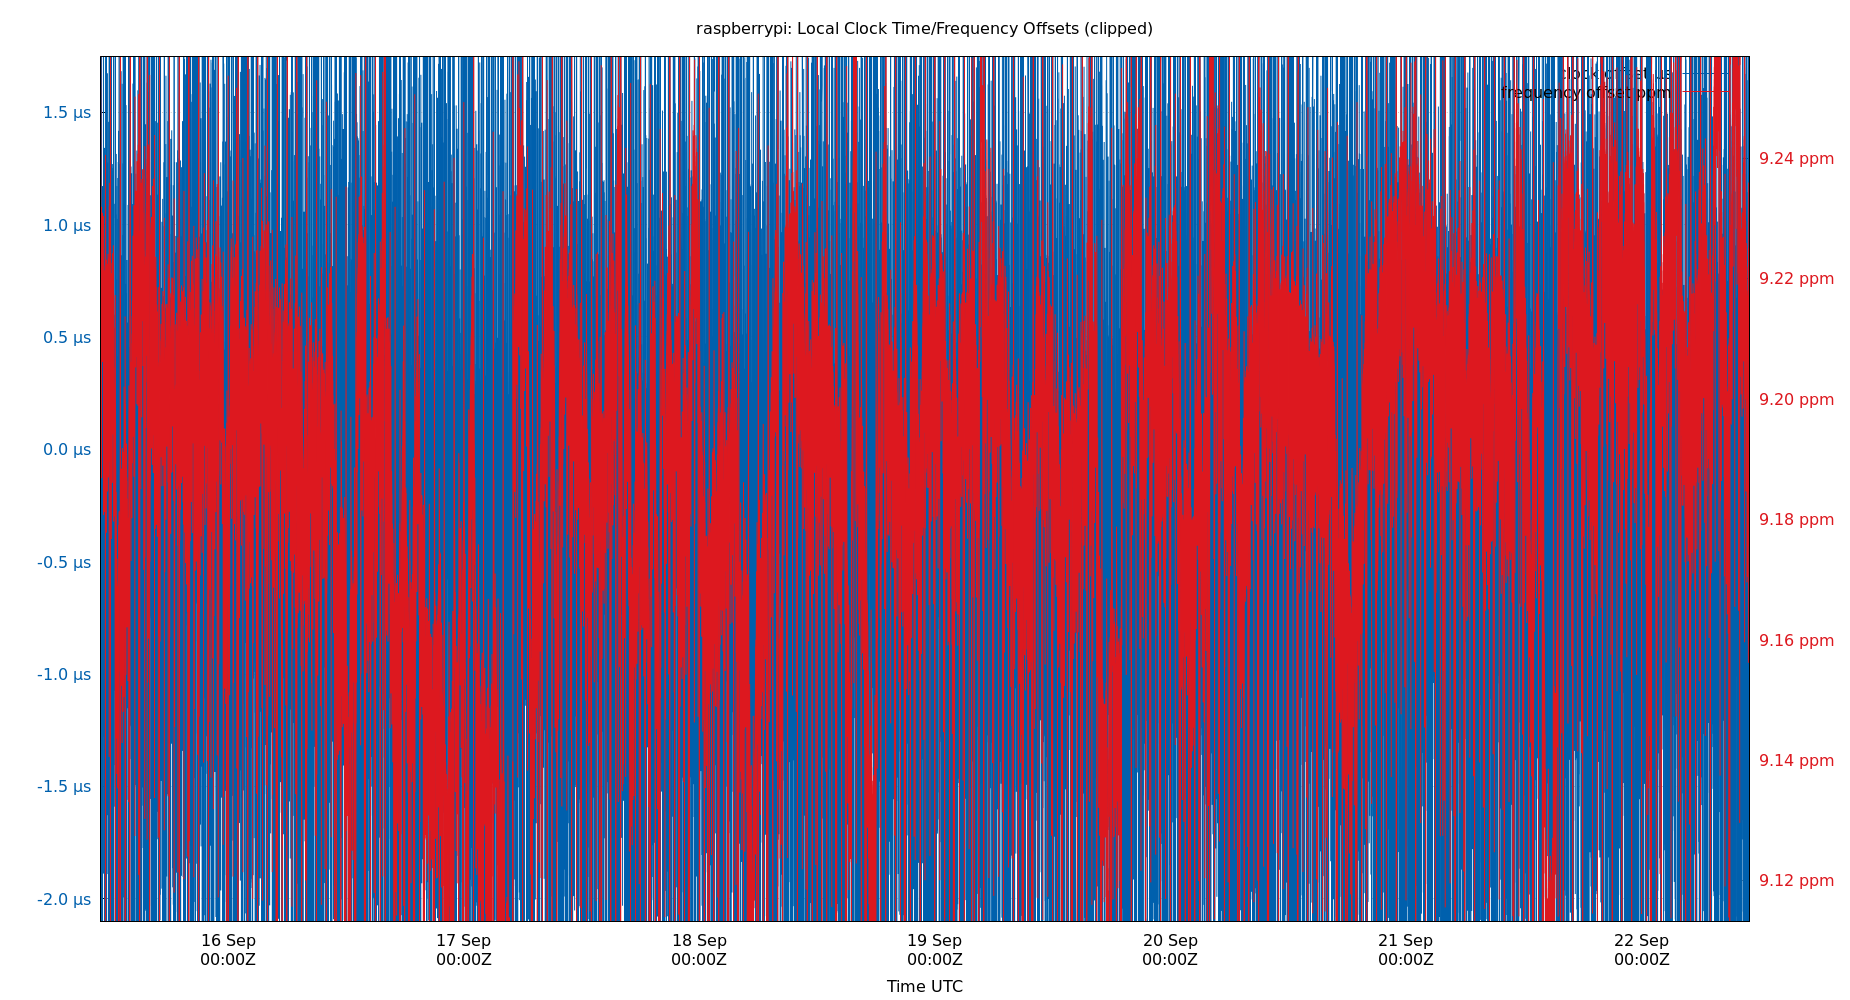 raspberrypi: Local Clock Time/Frequency Offsets (clipped)
clock offset µs
frequency offset ppm
1.5 µs
1.0 µs
0.5 µs
0.0 µs
-0.5 µs
-1.0 µs
-1.5 µs
-2.0 µs
9.24 ppm
9.22 ppm
9.20 ppm
9.18 ppm
9.16 ppm
9.14 ppm
9.12 ppm
16 Sep 17 Sep 18 Sep 19 Sep 20 Sep 21 Sep 22 Sep
00:00Z 00:00Z 00:00Z 00:00Z 00:00Z 00:00Z 00:00Z
Time UTC